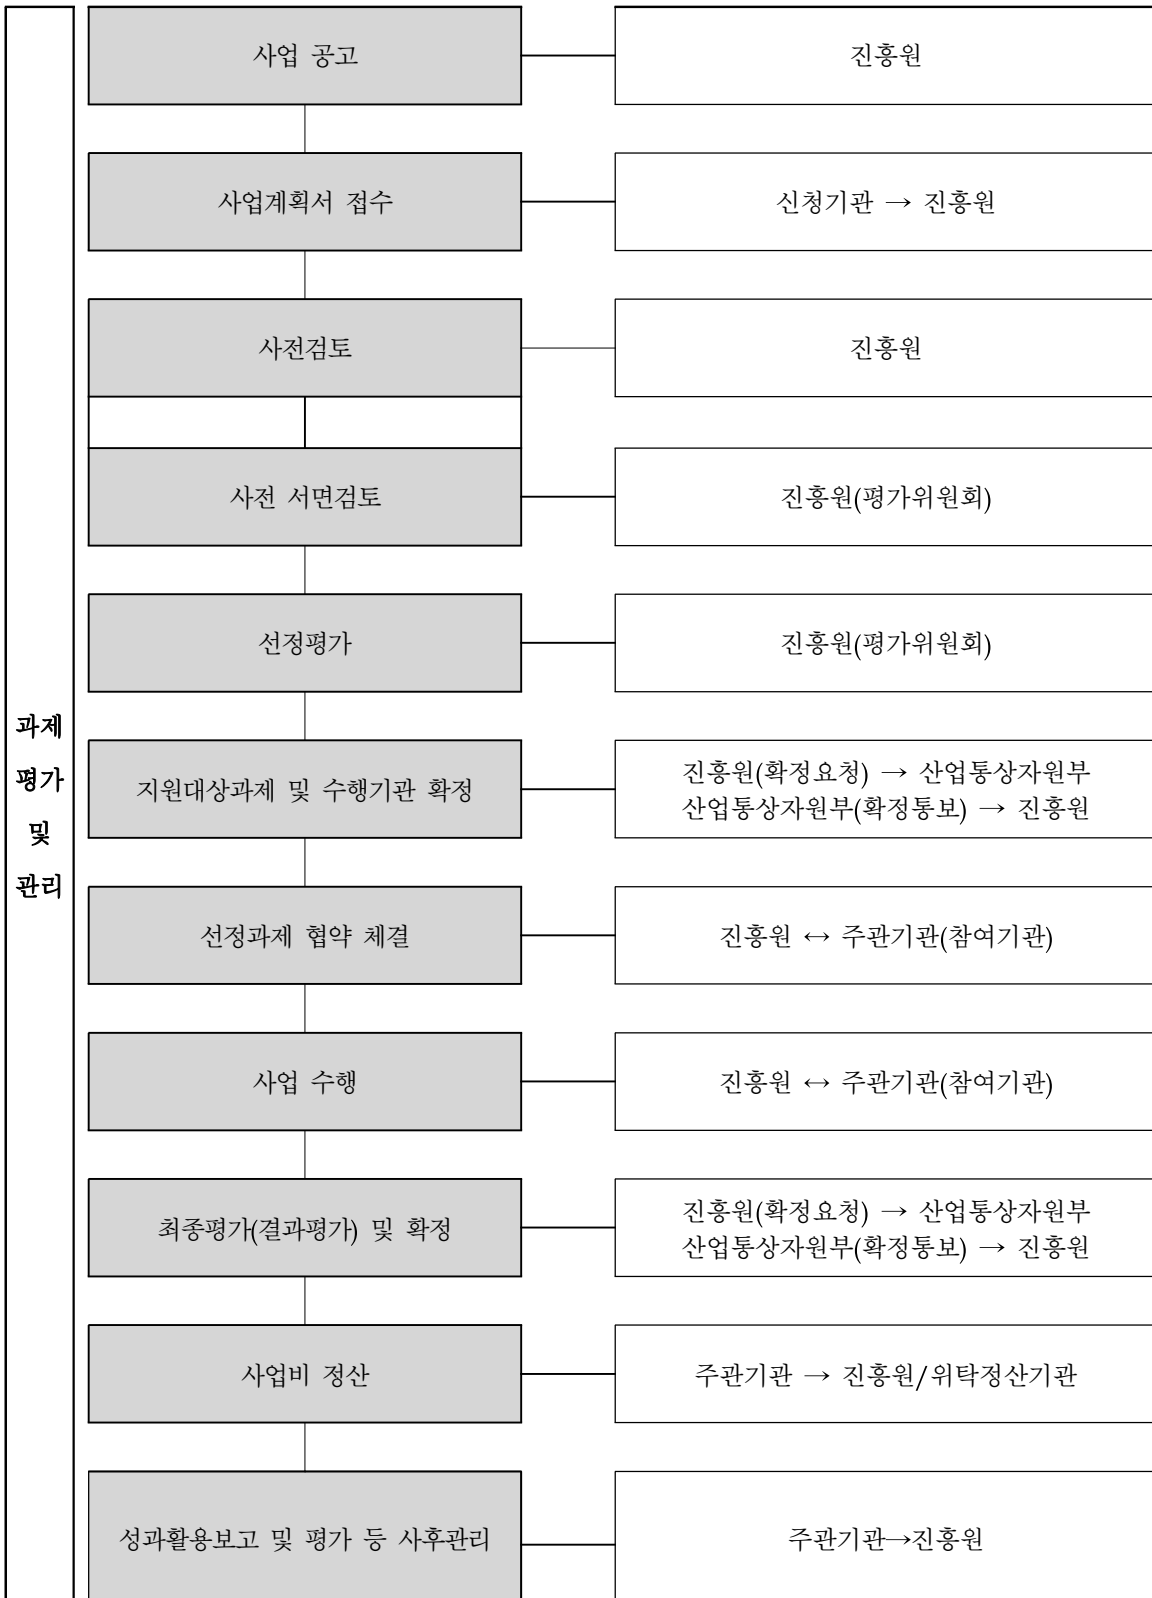 과제
평가
및
관리
사업 공고
진흥원
사업계획서 접수
신청기관 → 진흥원
사전검토
진흥원
사전 서면검토
진흥원(평가위원회)
선정평가
진흥원(평가위원회)
지원대상과제 및 수행기관 확정
진흥원(확정요청) → 산업통상자원부
산업통상자원부(확정통보) → 진흥원
선정과제 협약 체결
진흥원 ↔ 주관기관(참여기관)
사업 수행
진흥원 ↔ 주관기관(참여기관)
최종평가(결과평가) 및 확정
진흥원(확정요청) → 산업통상자원부
산업통상자원부(확정통보) → 진흥원
사업비 정산
주관기관 → 진흥원/위탁정산기관
성과활용보고 및 평가 등 사후관리
주관기관→진흥원